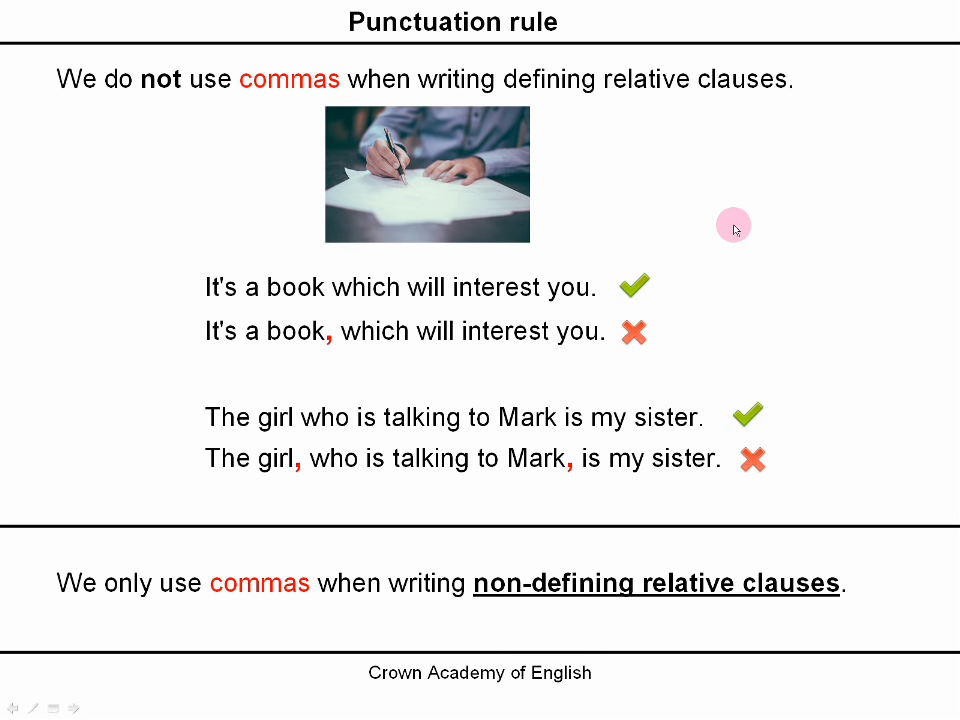 Punctuation rule
We do not use commas when writing defining relative clauses.
It's a book which will interest you.
It's a book, which will interest you.
The girl who is talking to Mark is my sister.
The girl, who is talking to Mark, is my sister.
We only use commas when writing non-defining relative clauses.
Crown Academy of English